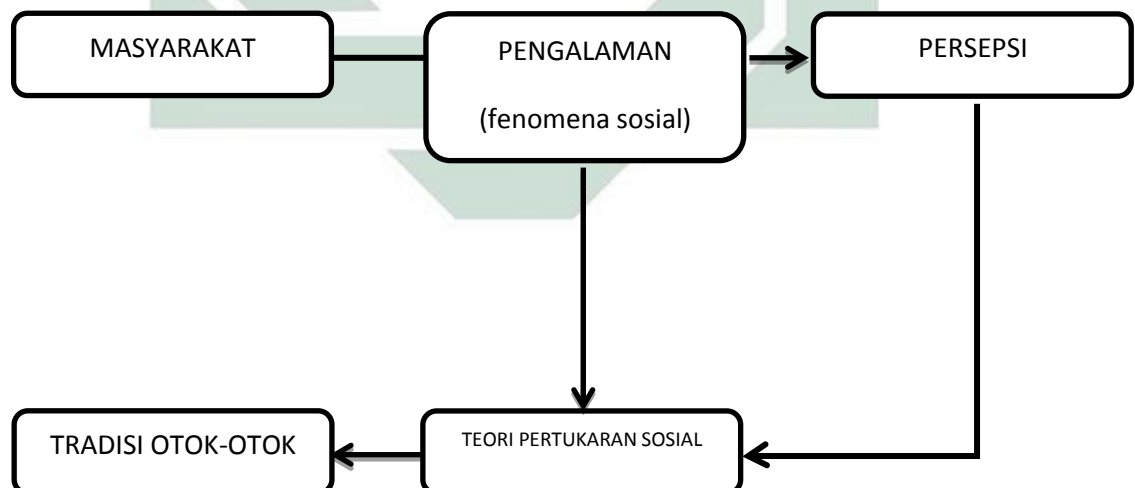 MASYARAKAT
PENGALAMAN
(fenomena sosial)
PERSEPSI
TRADISI OTOK-OTOK
TEORI PERTUKARAN SOSIAL